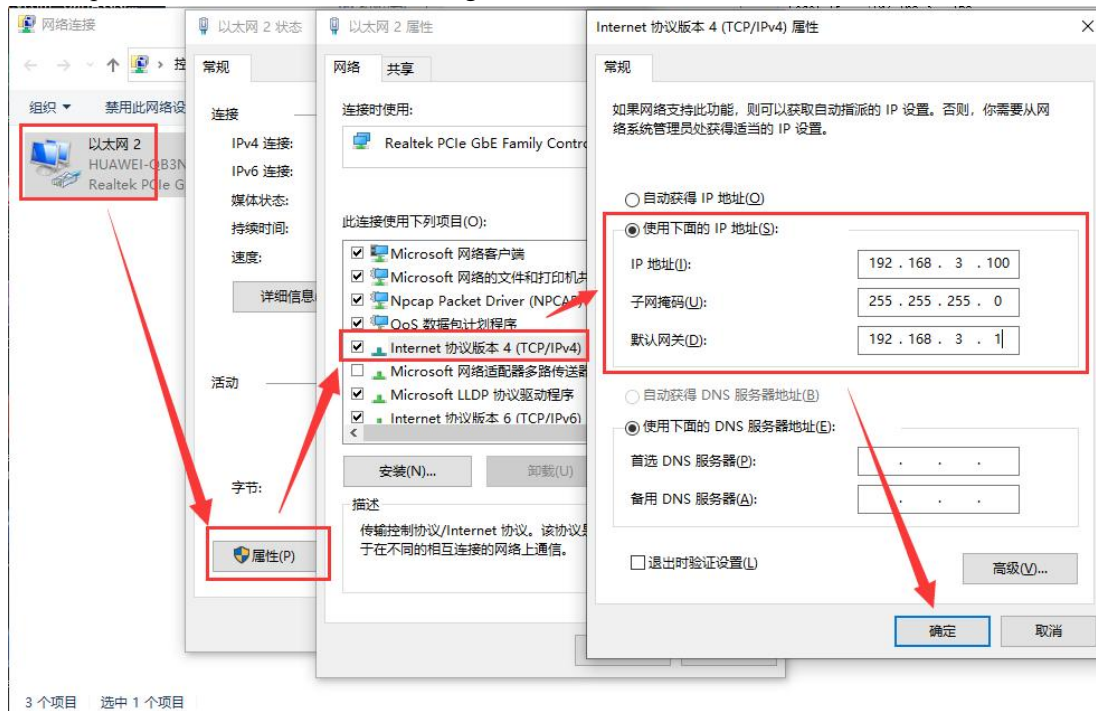 网络连接
控
组织
禁用此网络设
以太网 2
HUAWEI-QB3N
Realtek PCIe G
3 个项目 选中 1 个项目
以太网 2 状态
常规
连接
IPv4 连接:
IPv6 连接:
媒体状态:
持续时间:
速度:
详细信息
活动
字节:
属性(P)
以太网 2 属性
网络 共享
连接时使用:
Realtek PCIe GbE Family Contro
此连接使用下列项目(O):
Microsoft 网络客户端
Microsoft 网络的文件和打印机共
Npcap Packet Driver (NPCAP)
QoS 数据包计划程序
Internet 协议版本 4 (TCP/IPv4)
Microsoft 网络适配器多路传送器
Microsoft LLDP 协议驱动程序
Internet 协议版本 6 (TCP/IPv6)
安装(N)... 卸载(U)
描述
传输控制协议/Internet 协议。该协议是
于在不同的相互连接的网络上通信。
Internet 协议版本 4 (TCP/IPv4) 属性
常规
如果网络支持此功能，则可以获取自动指派的 IP 设置。否则，你需要从网
络系统管理员处获得适当的 IP 设置。
自动获得 IP 地址(O)
使用下面的 IP 地址(S):
IP 地址(I): 192 . 168 . 3 . 100
子网掩码(U): 255 . 255 . 255 . 0
默认网关(D): 192 . 168 . 3 . 1
自动获得 DNS 服务器地址(B)
使用下面的 DNS 服务器地址(E):
首选 DNS 服务器(P): . . .
备用 DNS 服务器(A): . . .
退出时验证设置(L)
高级(V)...
确定 取消